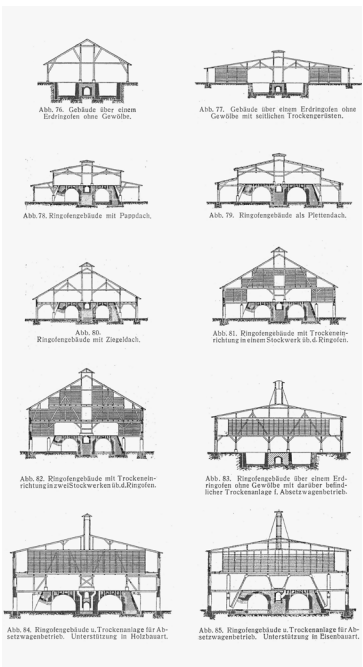 Abb. 76. Gebäude über einem
Erdringofen ohne Gewölbe.
Abb. 77. Gebäude über einem Erdringofen ohne
Gewölbe mit seitlichen Trockengerüsten.
Abb. 78. Ringofengebäude mit Pappdach.
Abb. 79. Ringofengebäude als Plettendach.
Abb. 80.
Ringofengebäude mit Ziegeldach.
Abb. 81. Ringofengebäude mit Trockenein-
richtung in einem Stockwerk üb. d. Ringofen.
Abb. 82. Ringofengebäude mit Trockenein-
richtung in zwei Stockwerken üb. d. Ringofen.
Abb. 83. Ringofengebäude über einem Erd-
ringofen ohne Gewölbe mit darüber befind-
licher Trockenanlage f. Absetzwagenbetrieb.
Abb. 84. Ringofengebäude u. Trockenanlage für Ab-
setzwagenbetrieb. Unterstützung in Holzbauart.
Abb. 85. Ringofengebäude u. Trockenanlage für Ab-
setzwagenbetrieb. Unterstützung in Eisenbauart.